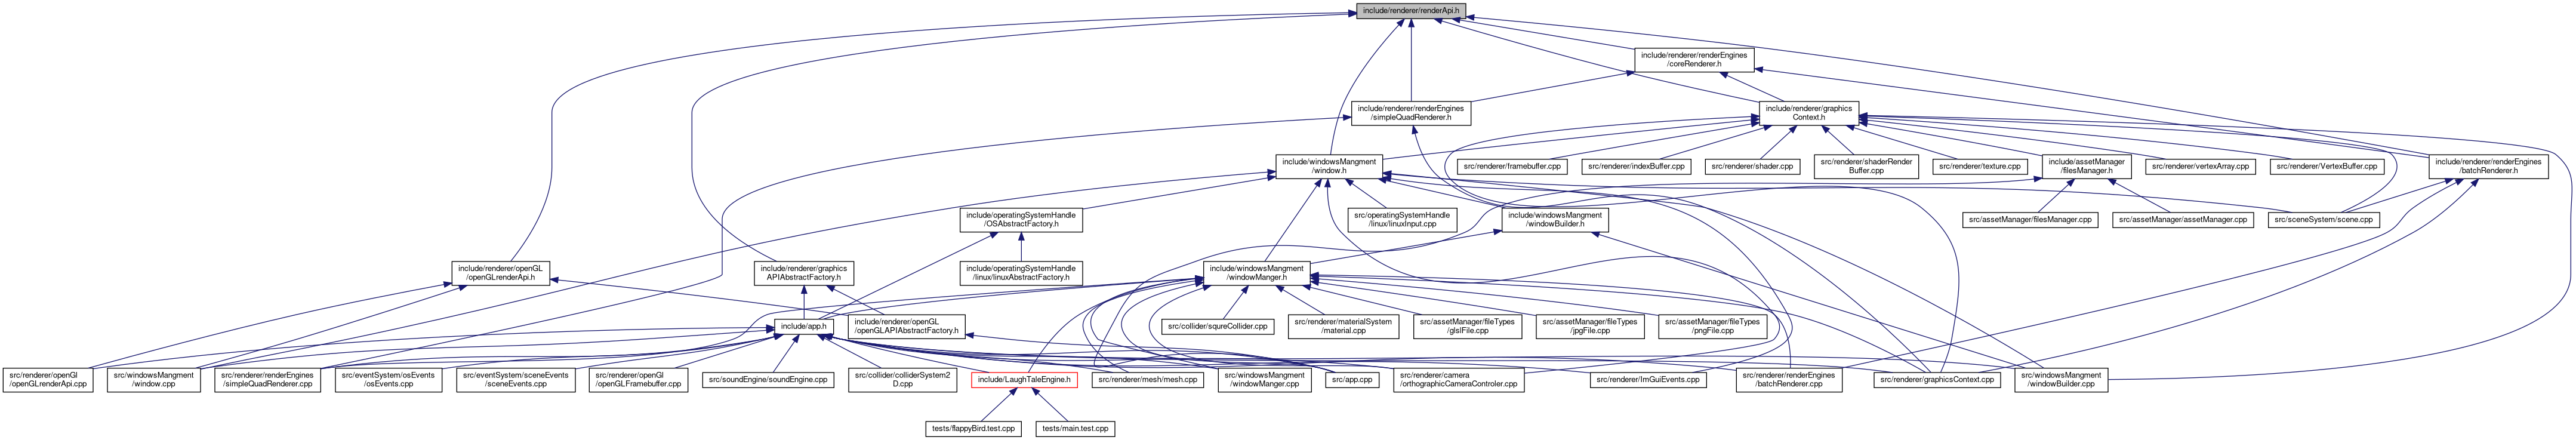 include/renderer/renderApi.h
include/renderer/renderEngines
/coreRenderer.h
include/renderer/renderEngines
/simpleQuadRenderer.h
include/renderer/graphics
Context.h
include/windowsMangment
/window.h
src/renderer/framebuffer.cpp
src/renderer/indexBuffer.cpp
src/renderer/shader.cpp
src/renderer/shaderRender
Buffer.cpp
src/renderer/texture.cpp
include/assetManager
/filesManager.h
src/renderer/vertexArray.cpp
src/renderer/VertexBuffer.cpp
include/renderer/renderEngines
/batchRenderer.h
include/operatingSystemHandle
/OSAbstractFactory.h
src/operatingSystemHandle
/linux/linuxInput.cpp
include/windowsMangment
/windowBuilder.h
src/assetManager/filesManager.cpp
src/assetManager/assetManager.cpp
src/sceneSystem/scene.cpp
include/renderer/openGL
/openGLrenderApi.h
include/renderer/graphics
APIAbstractFactory.h
include/operatingSystemHandle
/linux/linuxAbstractFactory.h
include/windowsMangment
/windowManger.h
include/app.h
include/renderer/openGL
/openGLAPIAbstractFactory.h
src/collider/squreCollider.cpp
src/renderer/materialSystem
/material.cpp
src/assetManager/fileTypes
/glslFile.cpp
src/assetManager/fileTypes
/jpgFile.cpp
src/assetManager/fileTypes
/pngFile.cpp
src/renderer/openGl
/openGLrenderApi.cpp
src/windowsMangment
/window.cpp
src/renderer/renderEngines
/simpleQuadRenderer.cpp
src/eventSystem/osEvents
/osEvents.cpp
src/eventSystem/sceneEvents
/sceneEvents.cpp
src/renderer/openGl
/openGLFramebuffer.cpp
src/soundEngine/soundEngine.cpp
src/collider/colliderSystem2
D.cpp
include/LaughTaleEngine.h
src/renderer/mesh/mesh.cpp
src/windowsMangment
/windowManger.cpp
src/app.cpp
src/renderer/camera
/orthographicCameraControler.cpp
src/renderer/ImGuiEvents.cpp
src/renderer/renderEngines
/batchRenderer.cpp
src/renderer/graphicsContext.cpp
src/windowsMangment
/windowBuilder.cpp
tests/flappyBird.test.cpp
tests/main.test.cpp